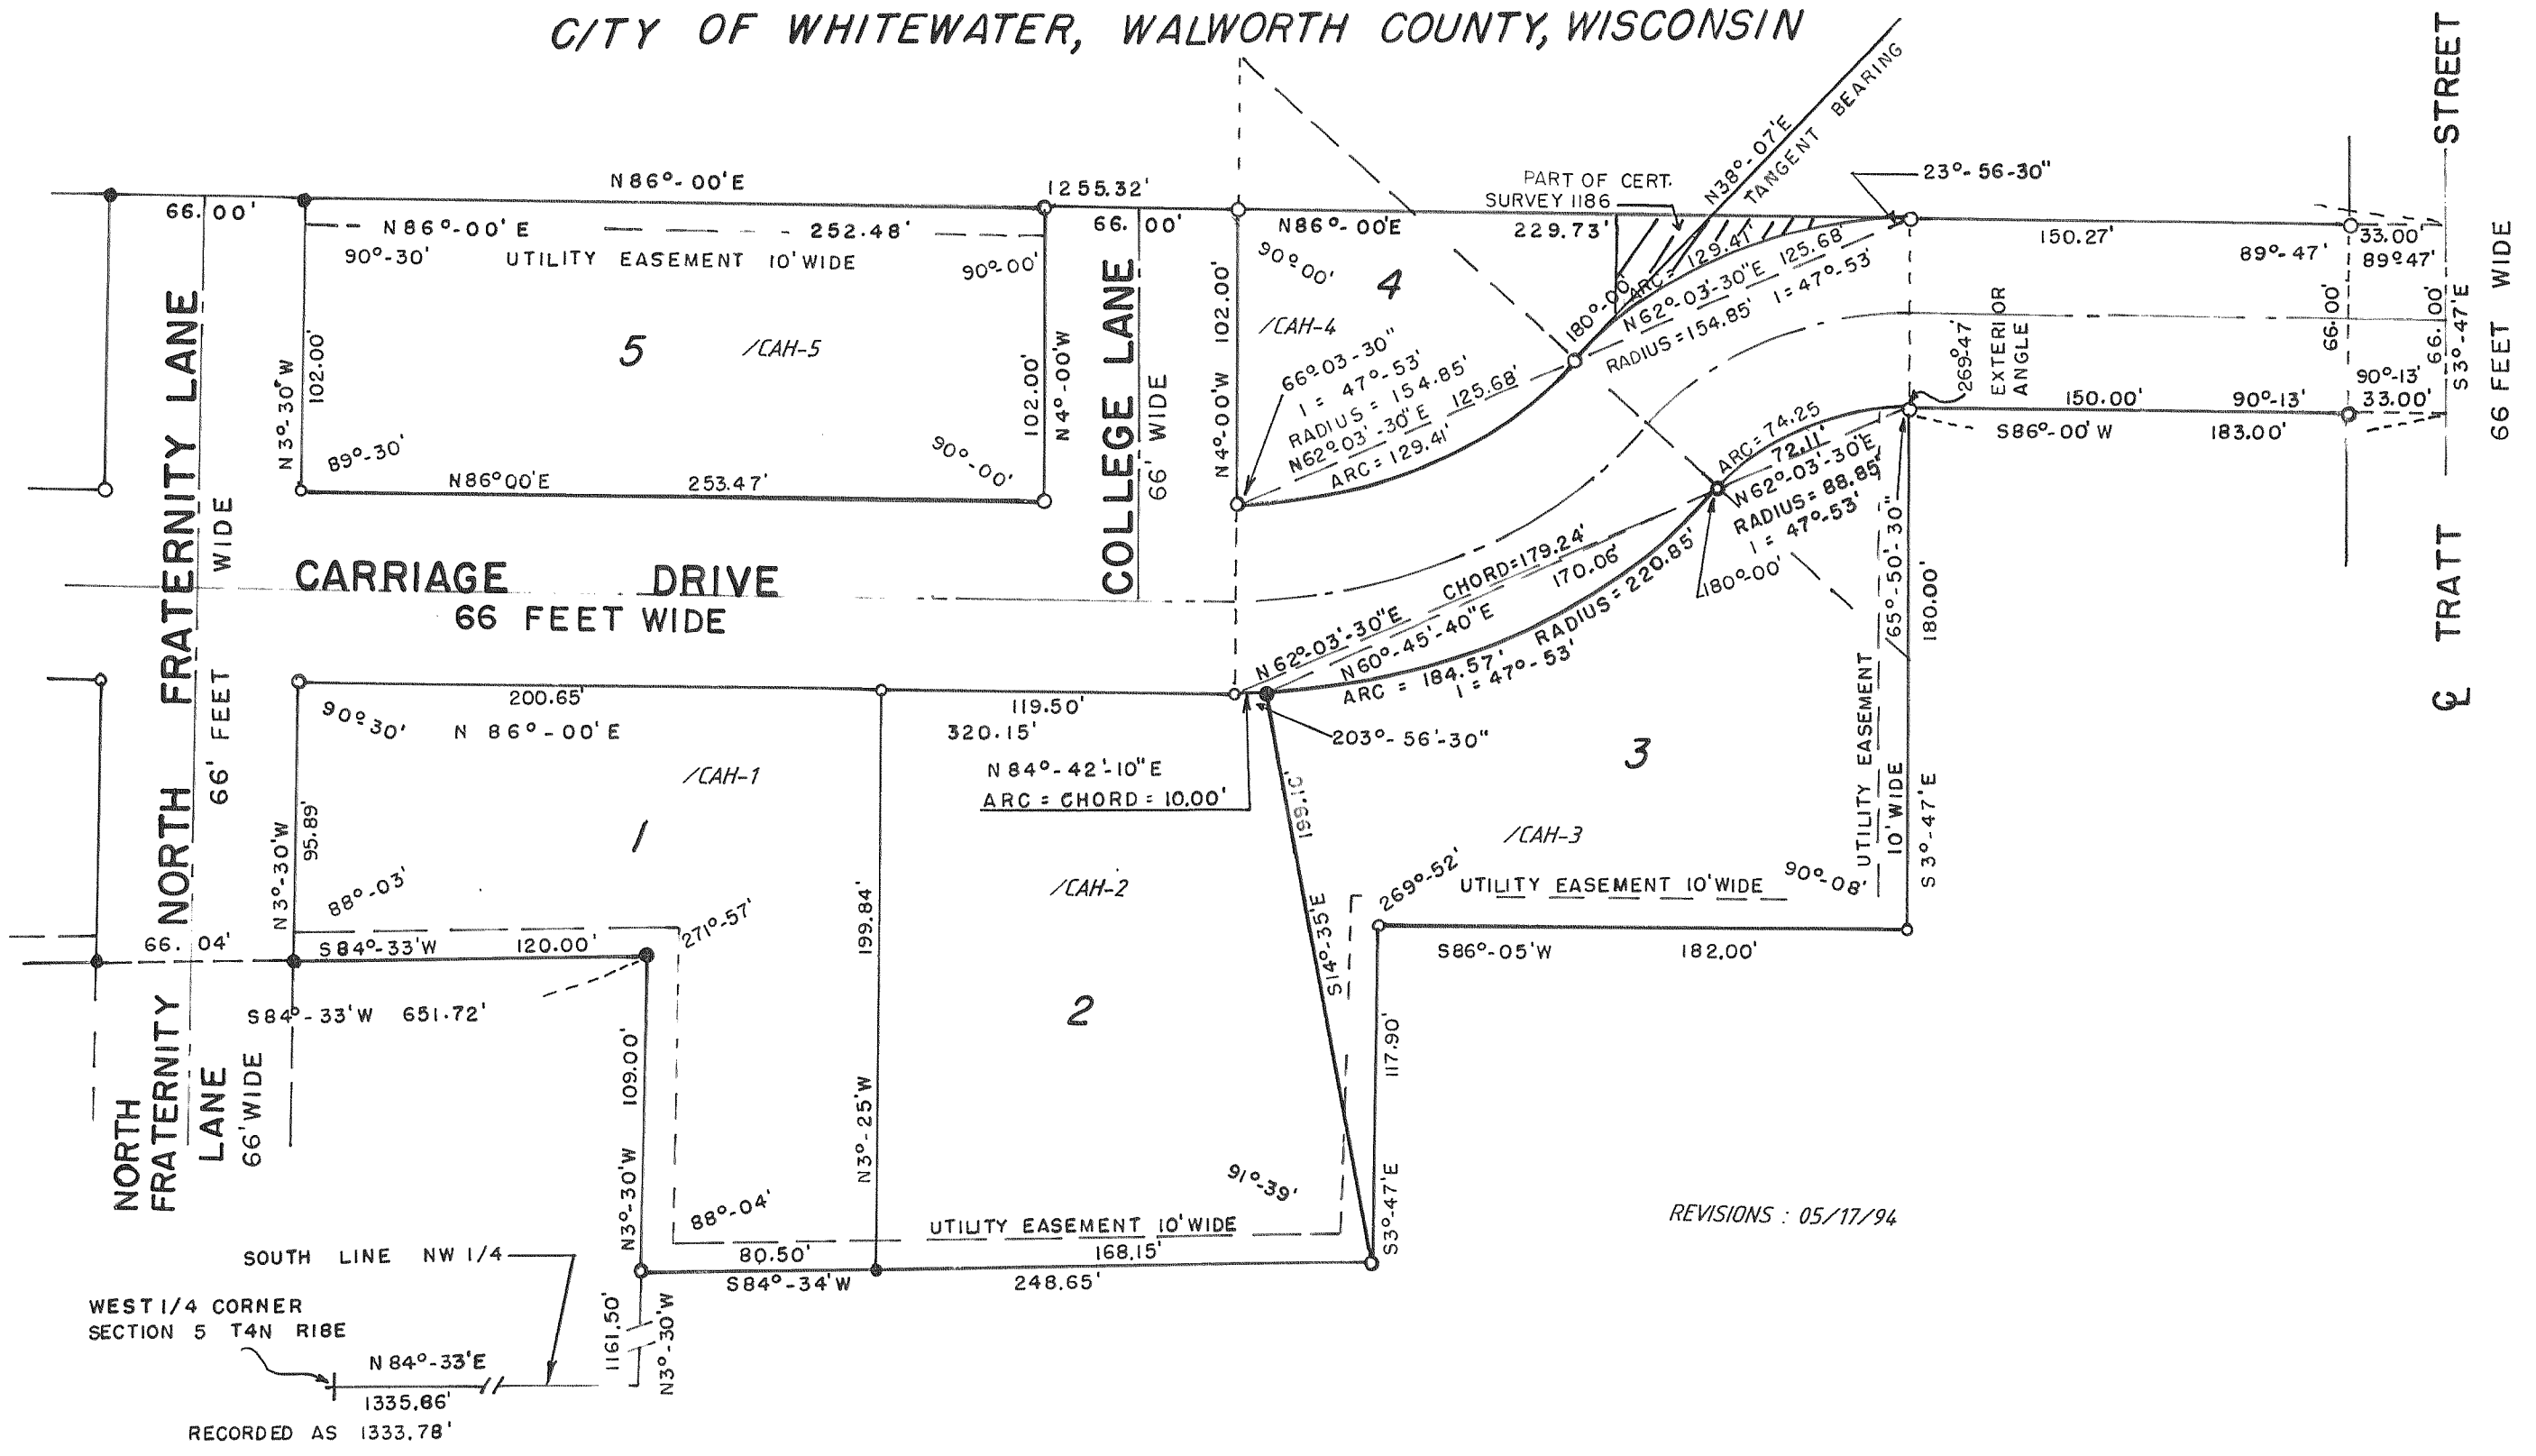 CITY OF WHITEWATER, WALWORTH COUNTY, WISCONSIN
N86°-00'E
1255.32'
66.00'
N86°-00'E 252.48'
UTILITY EASEMENT 10' WIDE
90°-30'
90°-00'
N3°-30'W
102.00'
5
/CAH-5
102.00'
N4°-00'W
89°-30'
90°-00'
N86°00'E 253.47'
NORTH FRATERNITY LANE
66' FEET WIDE
CARRIAGE DRIVE
66 FEET WIDE
COLLEGE LANE
66' WIDE
66.00'
N86°-00'E
229.73'
90°00'
4
/CAH-4
N4°-00'W 102.00'
66°03-30"
I = 47°-53'
RADIUS = 154.85'
N62°-03'-30"E 125.68'
ARC = 129.41'
PART OF CERT.
SURVEY 1186
N38°-07'E
TANGENT BEARING
23°-56-30"
180°-00'
ARC = 129.41'
N62°-03'-30"E 125.68'
RADIUS = 154.85' I = 47°-53'
150.27'
89°-47'
33.00'
89°47'
66.00'
66.00'
S3°-47'E
66 FEET WIDE
℄ TRATT STREET
269°47'
EXTERIOR
ANGLE
150.00'
90°-13'
90°-13'
33.00'
S86°-00'W 183.00'
ARC = 74.25
72.11'
N62°-03'-30"E
RADIUS = 88.85'
I = 47°-53'
180°-00'
65°-50'-30"
180.00'
S3°-47'E
UTILITY EASEMENT
10' WIDE
N62°-03'-30"E CHORD=179.24'
N60°-45'-40"E 170.06'
RADIUS = 220.85'
ARC = 184.57'
I = 47°-53'
203°-56'-30"
N84°-42'-10"E
ARC = CHORD = 10.00'
200.65'
119.50'
N 86°-00'E
320.15'
90°30'
/CAH-1
1
N3°-30'W
95.89'
88°-03'
271°-57'
66.04'
S84°-33'W 120.00'
S84°-33'W 651.72'
NORTH
FRATERNITY
LANE
66' WIDE
N3°-30'W 109.00'
N3°-25'W 199.84'
/CAH-2
2
S14°-35'E 199.10'
3
/CAH-3
269°-52'
UTILITY EASEMENT 10' WIDE
90°-08'
S86°-05'W 182.00'
117.90'
S3°-47'E
88°-04'
91°-39'
UTILITY EASEMENT 10' WIDE
80.50'
168.15'
S84°-34'W 248.65'
REVISIONS : 05/17/94
SOUTH LINE NW 1/4
1161.50'
N3°-30'W
WEST 1/4 CORNER
SECTION 5 T4N R18E
N84°-33'E
1335.86'
RECORDED AS 1333.78'